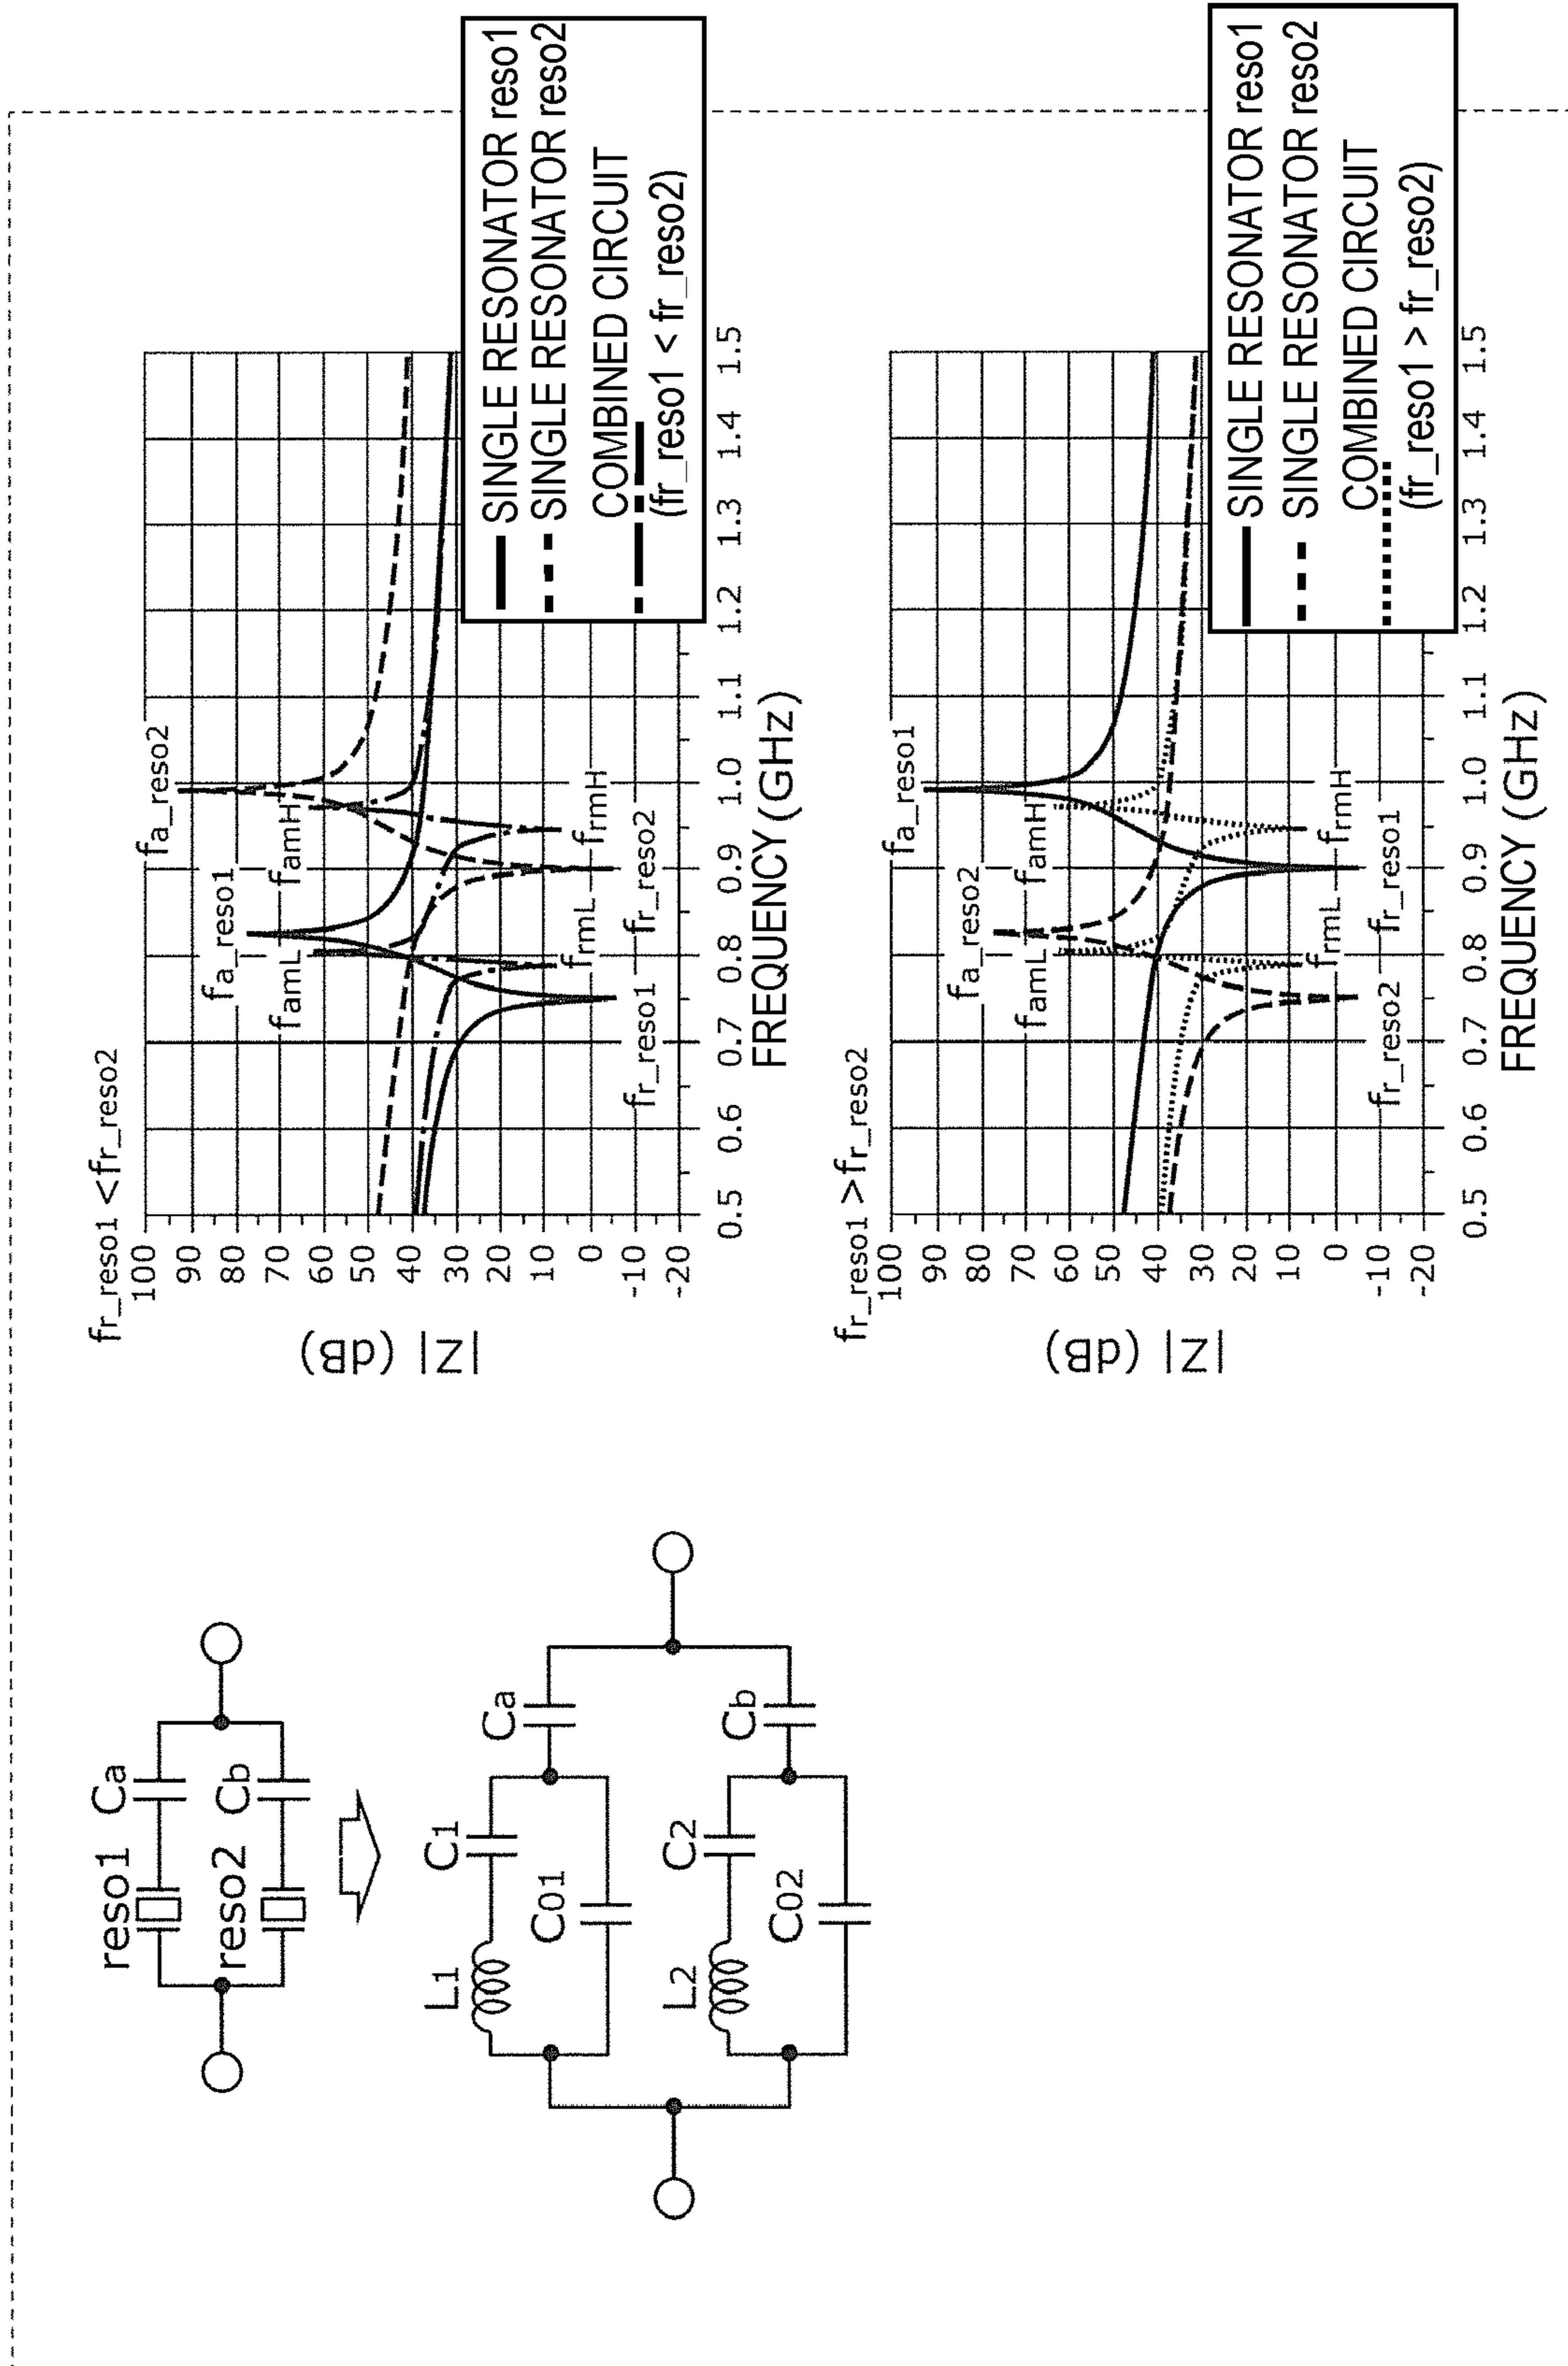 reso1
Ca
reso2
Cb
L1
C1
Ca
C01
L2
C2
Cb
C02
fr_reso1 <fr_reso2
|Z| (dB)
100
90
80
70
60
50
40
30
20
10
0
-10
-20
fa_reso1
fa_reso2
famL
famH
frmL
frmH
fr_reso1
fr_reso2
0.5 0.6 0.7 0.8 0.9 1.0 1.1 1.2 1.3 1.4 1.5
FREQUENCY (GHz)
SINGLE RESONATOR reso1
SINGLE RESONATOR reso2
COMBINED CIRCUIT
(fr_reso1 < fr_reso2)
fr_reso1 >fr_reso2
|Z| (dB)
100
90
80
70
60
50
40
30
20
10
0
-10
-20
fa_reso2
fa_reso1
famL
famH
frmL
frmH
fr_reso2
fr_reso1
0.5 0.6 0.7 0.8 0.9 1.0 1.1 1.2 1.3 1.4 1.5
FREQUENCY (GHz)
SINGLE RESONATOR reso1
SINGLE RESONATOR reso2
COMBINED CIRCUIT
(fr_reso1 > fr_reso2)